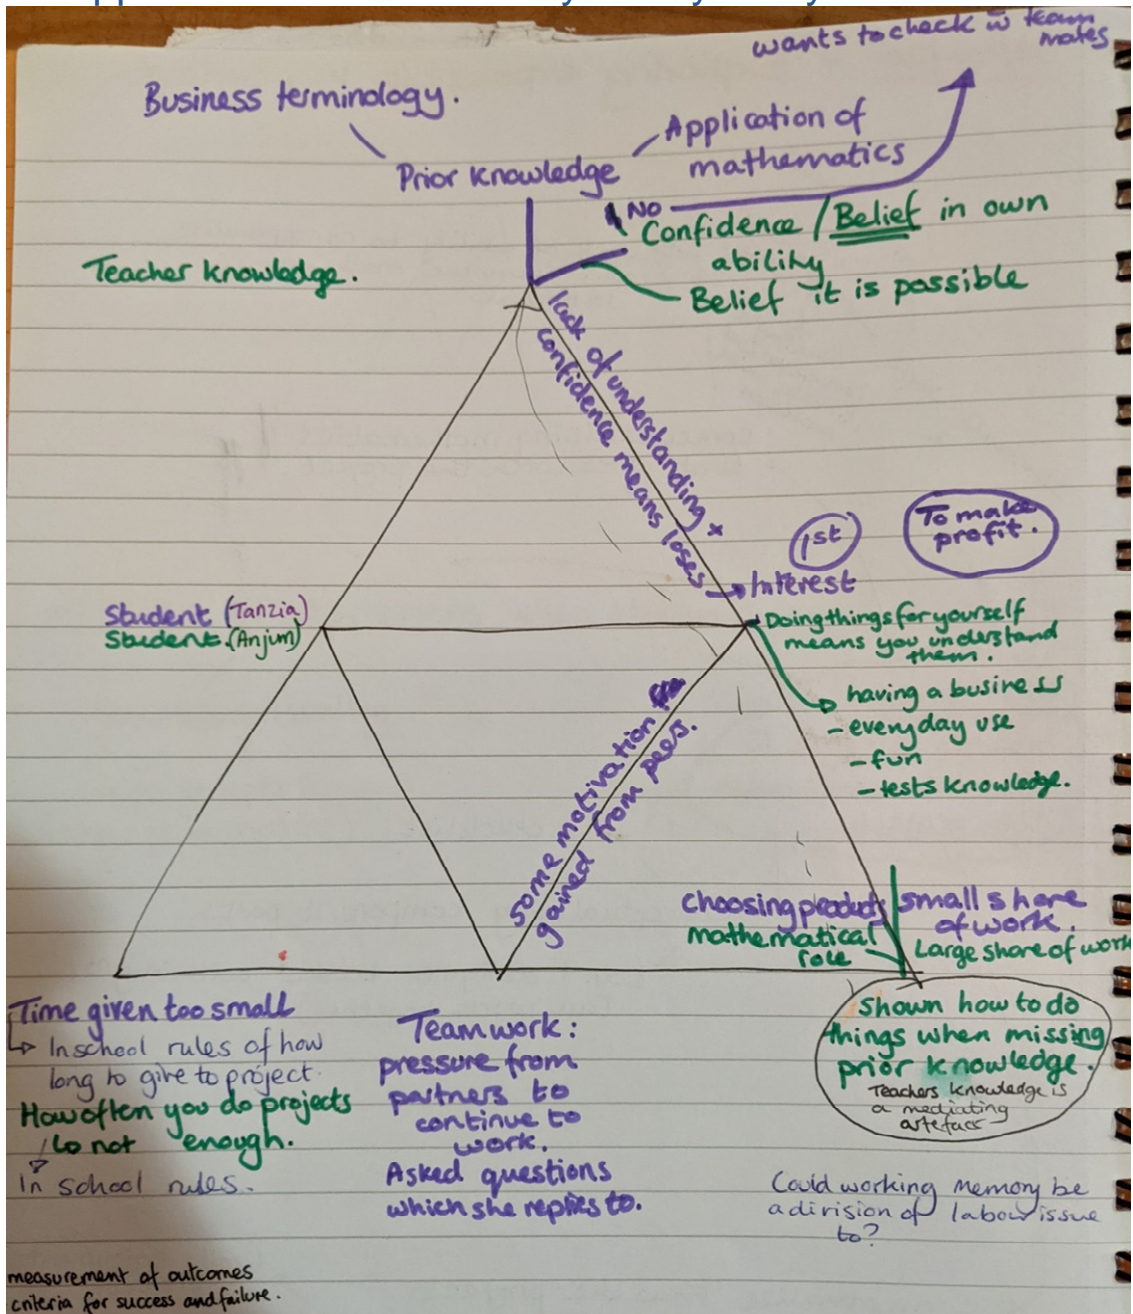 wants to check w team
mates
Business terminology.
Application of
mathematics
Prior knowledge
No
Confidence / Belief in own
ability
Teacher knowledge.
Belief it is possible
lack of understanding +
confidence means loses
→ Interest
1st
To make
profit.
Student (Tanzia)
Student (Anjum)
Doing things for yourself
means you understand
them.
having a business
- everyday use
- fun
- tests knowledge.
some motivation
gained from peers.
choosing products
mathematical
role
small share
of work.
Large share of work
Time given too small
↳ In school rules of how
long to give to project.
How often you do projects
↳ not enough.
In school rules.
Teamwork:
pressure from
partners to
continue to
work.
Asked questions
which she replies to.
Shown how to do
things when missing
prior knowledge.
Teachers knowledge is
a mediating
artefact
Could working memory be
a division of labour issue
to?
measurement of outcomes
criteria for success and failure.